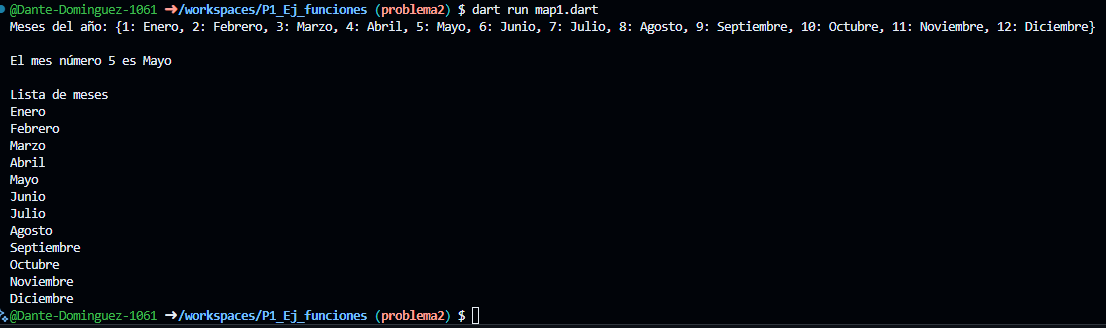 @Dante-Dominguez-1061 ➜/workspaces/P1_Ej_funciones (problema2) $ dart run map1.dart
Meses del año: {1: Enero, 2: Febrero, 3: Marzo, 4: Abril, 5: Mayo, 6: Junio, 7: Julio, 8: Agosto, 9: Septiembre, 10: Octubre, 11: Noviembre, 12: Diciembre}
El mes número 5 es Mayo
Lista de meses
Enero
Febrero
Marzo
Abril
Mayo
Junio
Julio
Agosto
Septiembre
Octubre
Noviembre
Diciembre
@Dante-Dominguez-1061 ➜/workspaces/P1_Ej_funciones (problema2) $